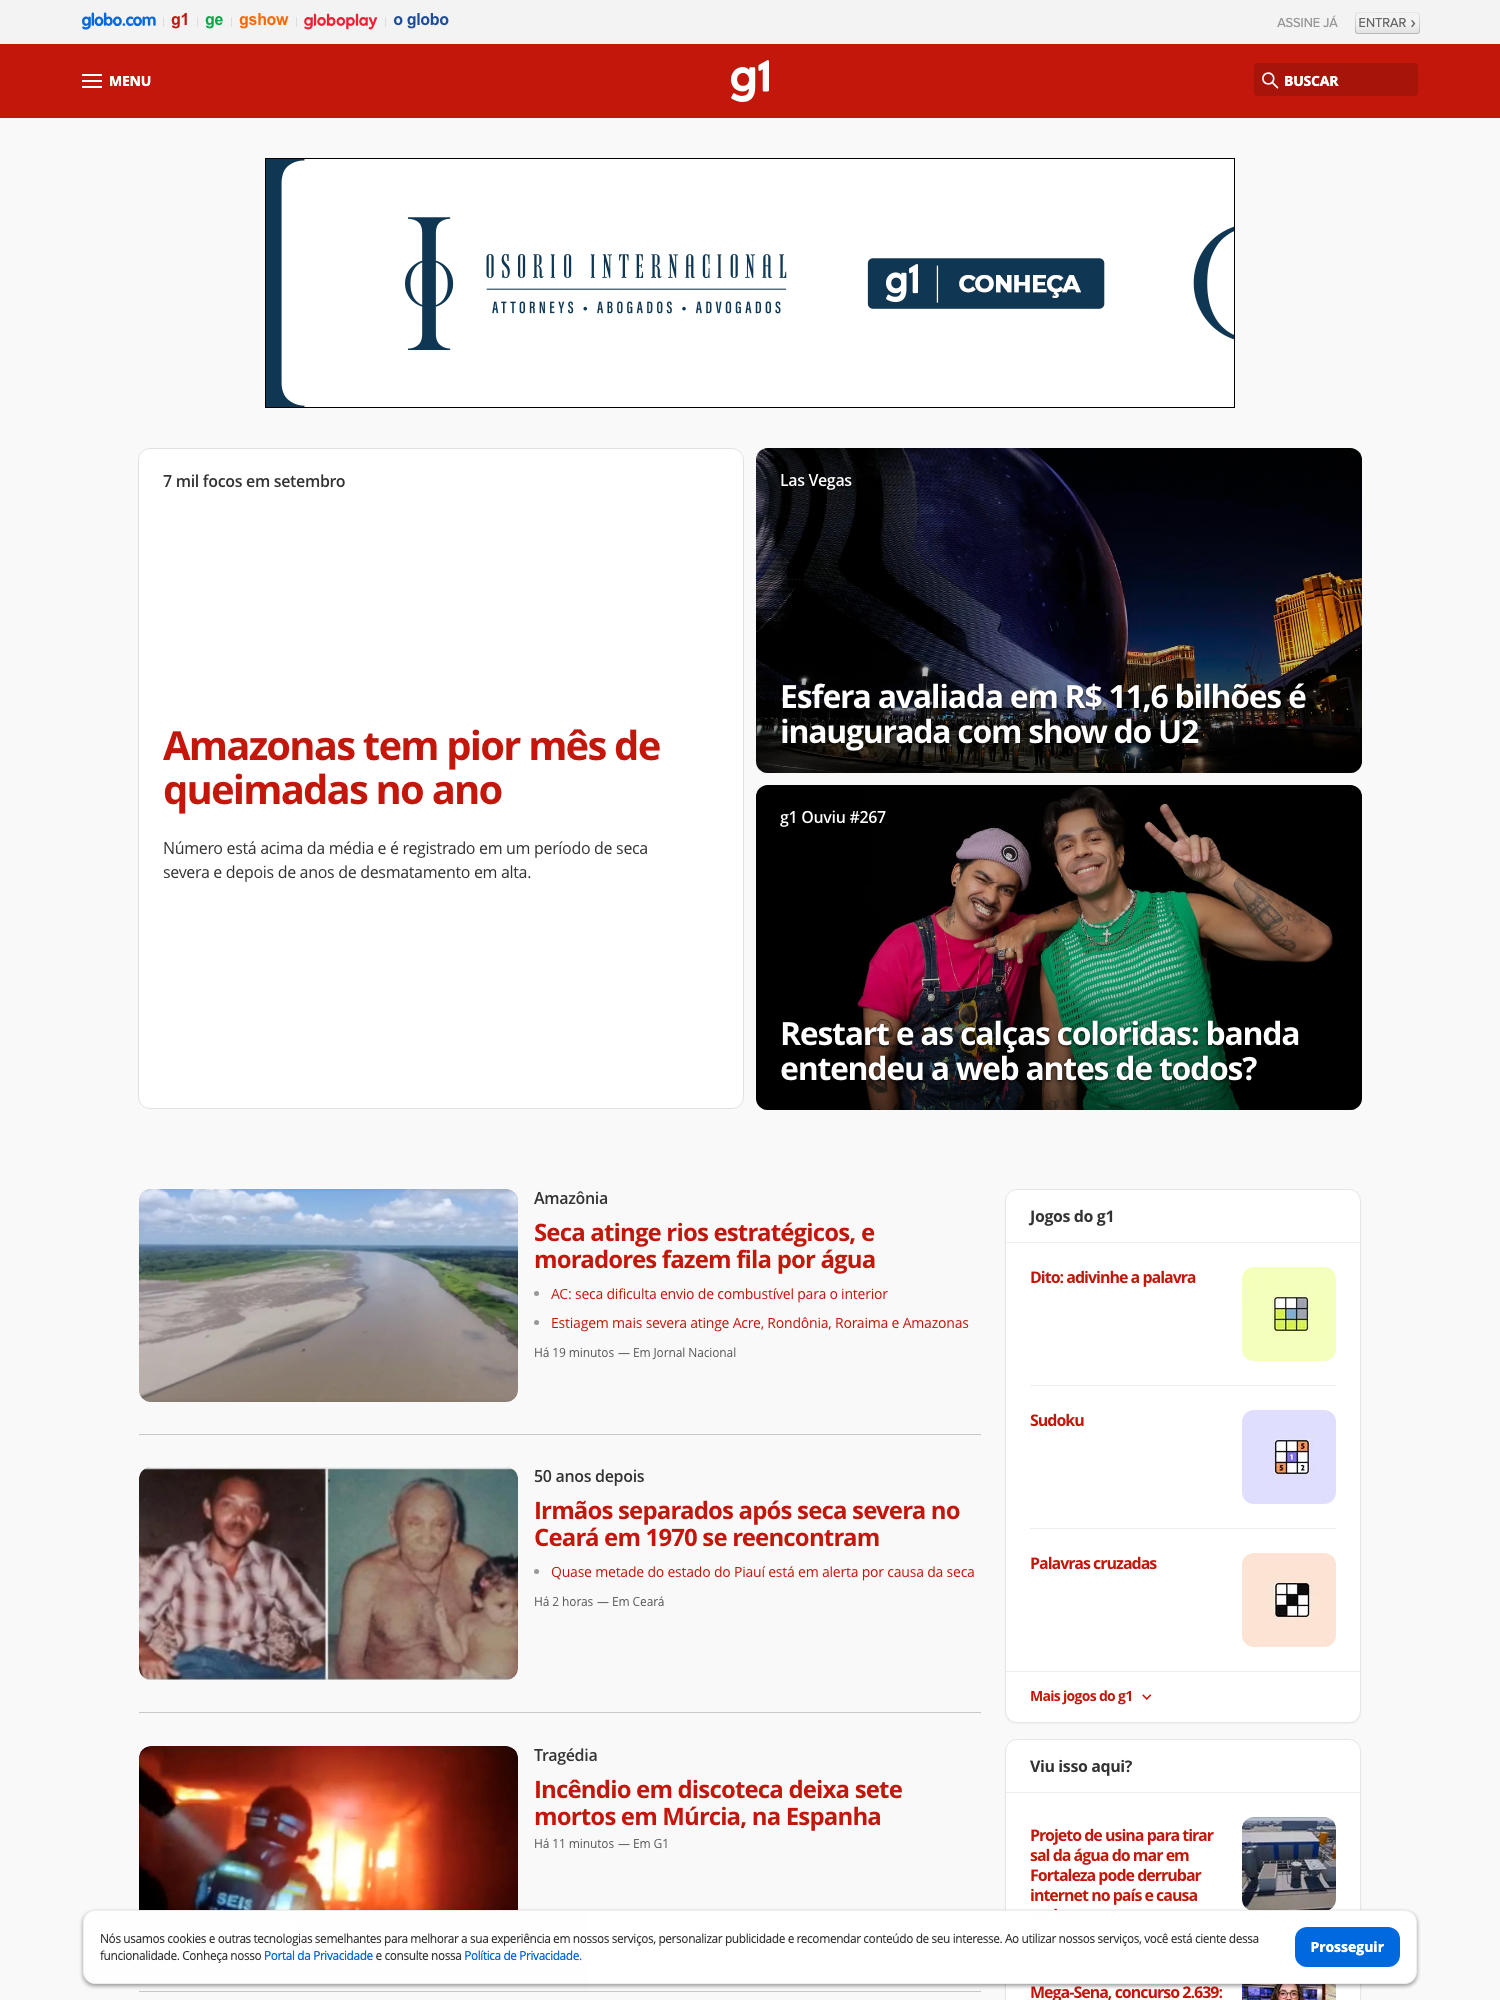 globo.com g1 ge gshow globoplay o globo
ASSINE JÁ ENTRAR ›
MENU
g1
BUSCAR
OSORIO INTERNACIONAL
ATTORNEYS • ABOGADOS • ADVOGADOS
g1 | CONHEÇA
7 mil focos em setembro
Amazonas tem pior mês de
queimadas no ano
Número está acima da média e é registrado em um período de seca
severa e depois de anos de desmatamento em alta.
Las Vegas
Esfera avaliada em R$ 11,6 bilhões é
inaugurada com show do U2
g1 Ouviu #267
Restart e as calças coloridas: banda
entendeu a web antes de todos?
Amazônia
Seca atinge rios estratégicos, e
moradores fazem fila por água
AC: seca dificulta envio de combustível para o interior
Estiagem mais severa atinge Acre, Rondônia, Roraima e Amazonas
Há 19 minutos — Em Jornal Nacional
50 anos depois
Irmãos separados após seca severa no
Ceará em 1970 se reencontram
Quase metade do estado do Piauí está em alerta por causa da seca
Há 2 horas — Em Ceará
Tragédia
Incêndio em discoteca deixa sete
mortos em Múrcia, na Espanha
Há 11 minutos — Em G1
SEIS
Jogos do g1
Dito: adivinhe a palavra
Sudoku
5
1
5 2
Palavras cruzadas
Mais jogos do g1
Viu isso aqui?
Projeto de usina para tirar
sal da água do mar em
Fortaleza pode derrubar
internet no país e causa
Mega-Sena, concurso 2.639:
Nós usamos cookies e outras tecnologias semelhantes para melhorar a sua experiência em nossos serviços, personalizar publicidade e recomendar conteúdo de seu interesse. Ao utilizar nossos serviços, você está ciente dessa
funcionalidade. Conheça nosso Portal da Privacidade e consulte nossa Política de Privacidade.
Prosseguir